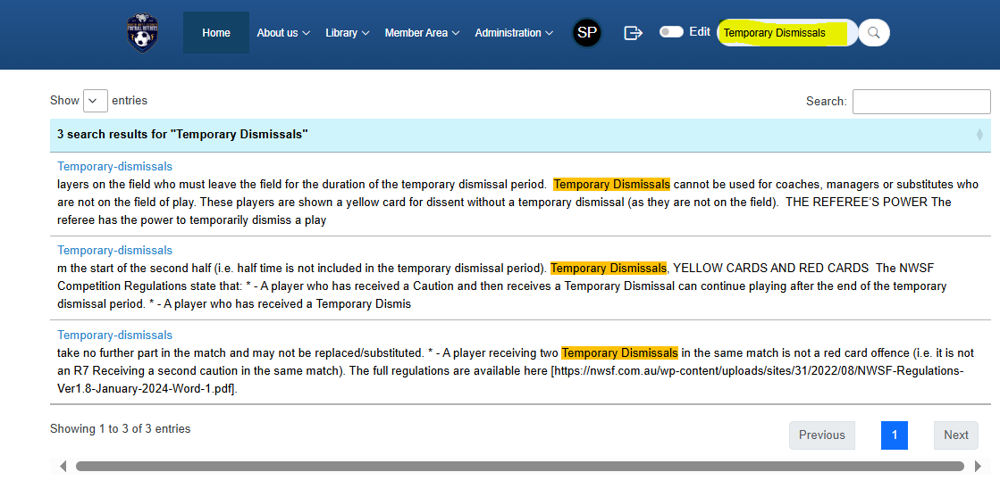 FOOTBALL REFEREES
Home
About us
Library
Member Area
Administration
SP
Edit
Temporary Dismissals
Show entries
Search:
3 search results for "Temporary Dismissals"
Temporary-dismissals
layers on the field who must leave the field for the duration of the temporary dismissal period.  Temporary Dismissals cannot be used for coaches, managers or substitutes who
are not on the field of play. These players are shown a yellow card for dissent without a temporary dismissal (as they are not on the field).  THE REFEREE’S POWER The
referee has the power to temporarily dismiss a play
Temporary-dismissals
m the start of the second half (i.e. half time is not included in the temporary dismissal period). Temporary Dismissals, YELLOW CARDS AND RED CARDS  The NWSF
Competition Regulations state that: * - A player who has received a Caution and then receives a Temporary Dismissal can continue playing after the end of the temporary
dismissal period. * - A player who has received a Temporary Dismis
Temporary-dismissals
take no further part in the match and may not be replaced/substituted. * - A player receiving two Temporary Dismissals in the same match is not a red card offence (i.e. it is not
an R7 Receiving a second caution in the same match). The full regulations are available here [https://nwsf.com.au/wp-content/uploads/sites/31/2022/08/NWSF-Regulations-
Ver1.8-January-2024-Word-1.pdf].
Showing 1 to 3 of 3 entries
Previous
1
Next